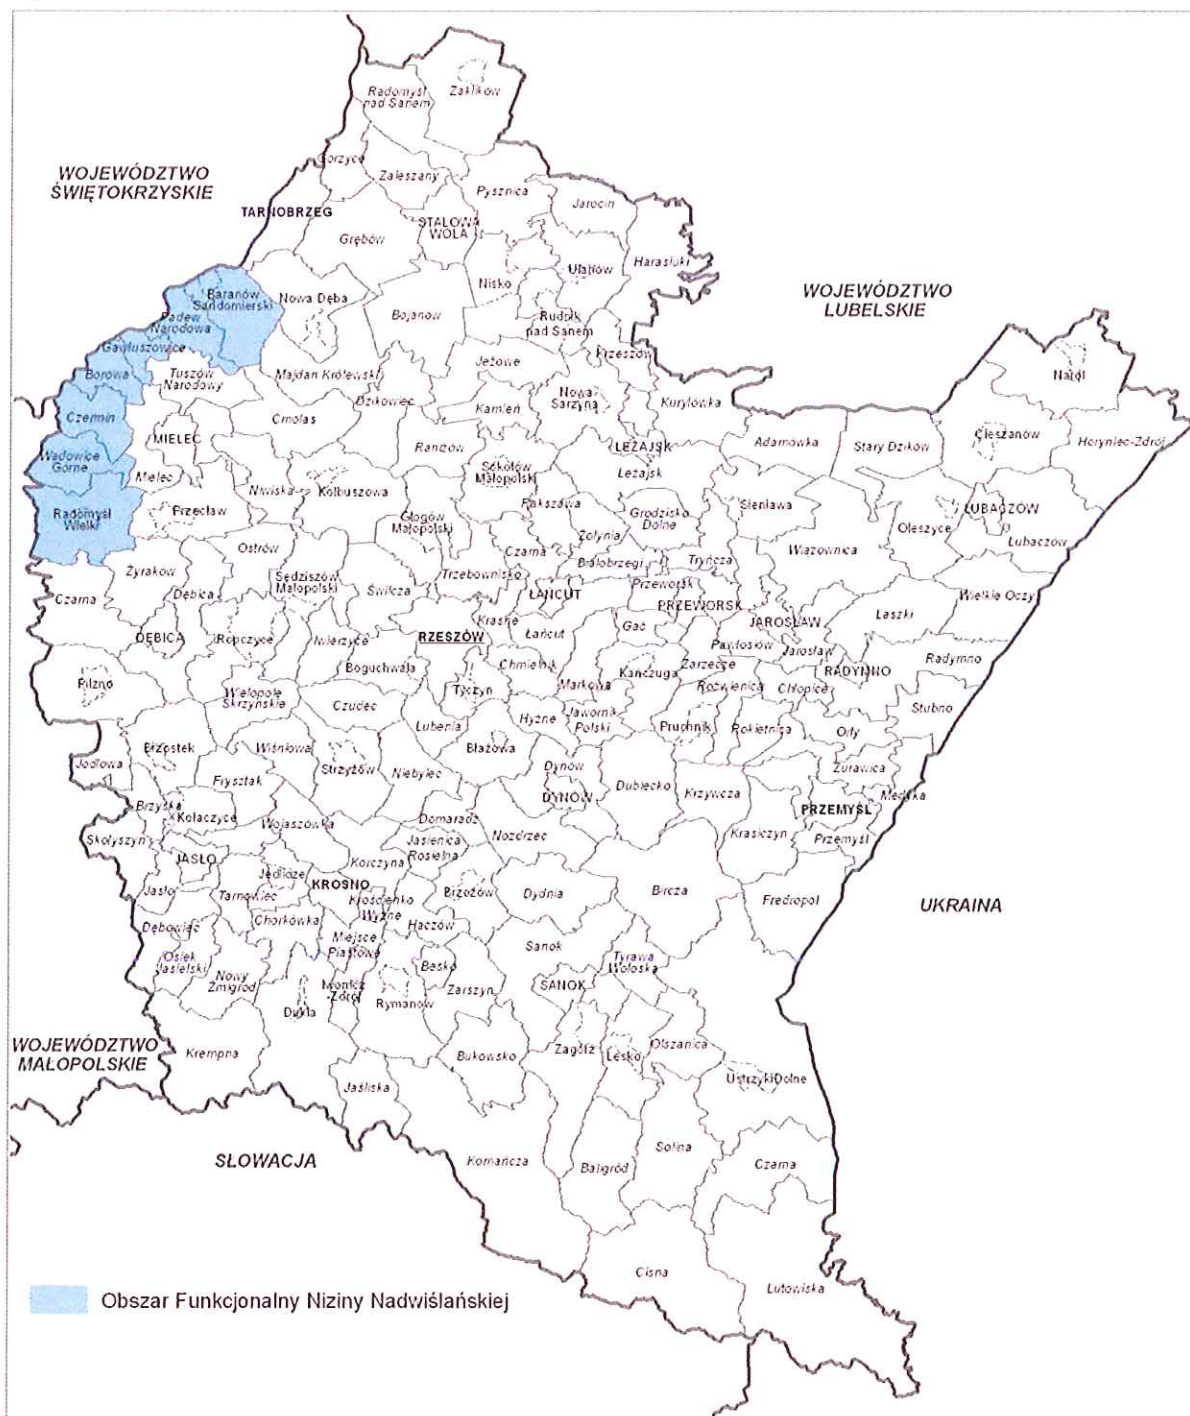 Radomyśl
nad Sanem
Zaklików
WOJEWÓDZTWO
ŚWIĘTOKRZYSKIE
Gorzyce
Zaleszany
Pysznica
Jarocin
TARNOBRZEG
STALOWA
WOLA
Grębów
Harasiuki
Ulanów
Nisko
WOJEWÓDZTWO
LUBELSKIE
Baranów
Sandomierski
Nowa Dęba
Bojanów
Rudnik
nad Sanem
Padew
Narodowa
Gawłuszowice
Krzeszów
Jeżowe
Borowa
Tuszów
Narodowy
Majdan Królewski
Dzikowiec
Kamień
Nowa
Sarzyna
Kuryłówka
Narol
Czermin
Cmolas
MIELEC
Raniżów
LEŻAJSK
Adamówka
Stary Dzików
Cieszanów
Horyniec-Zdrój
Wadowice
Górne
Mielec
Niwiska
Kolbuszowa
Sokołów
Małopolski
Leżajsk
Radomyśl
Wielki
Przecław
Głogów
Małopolski
Rakszawa
Grodzisko
Dolne
Sieniawa
Oleszyce
LUBACZÓW
Lubaczów
Ostrów
Czarna
Żołynia
Wiązownica
Żyraków
Dębica
Sędziszów
Małopolski
Świlcza
Trzebownisko
Białobrzegi
Tryńcza
Czarna
ŁAŃCUT
Przeworsk
PRZEWORSK
Wielkie Oczy
Laszki
DĘBICA
Ropczyce
Iwierzyce
RZESZÓW
Krasne
Łańcut
Gać
JAROSŁAW
Pawłosiów
Jarosław
Radymno
Boguchwała
Chmielnik
Kańczuga
Zarzecze
RADYMNO
Pilzno
Wielopole
Skrzyńskie
Tyczyn
Markowa
Roźwienica
Chłopice
Czudec
Stubno
Lubenia
Hyżne
Jawornik
Polski
Pruchnik
Rokietnica
Orły
Brzostek
Wiśniowa
Strzyżów
Błażowa
Jodłowa
Frysztak
Niebylec
Dynów
DYNÓW
Dubiecko
Krzywcza
Żurawica
Medyka
PRZEMYŚL
Brzyska
Kołaczyce
Wojaszówka
Domaradz
Skołyszyn
Jasienica
Rosielna
Nozdrzec
Krasiczyn
Przemyśl
JASŁO
Korczyna
Jedlicze
KROSNO
Brzozów
Dydnia
Bircza
Fredropol
Jasło
Tarnowiec
Krościenko
Wyżne
UKRAINA
Dębowiec
Chorkówka
Haczów
Miejsce
Piastowe
Sanok
Tyrawa
Wołoska
Osiek
Jasielski
Nowy
Żmigród
Besko
Zarszyn
SANOK
Iwonicz
-Zdrój
Dukla
Rymanów
WOJEWÓDZTWO
MAŁOPOLSKIE
Krempna
Bukowsko
Zagórz
Lesko
Olszanica
Jaśliska
Ustrzyki Dolne
SŁOWACJA
Komańcza
Baligród
Solina
Czarna
Cisna
Lutowiska
Obszar Funkcjonalny Niziny Nadwiślańskiej